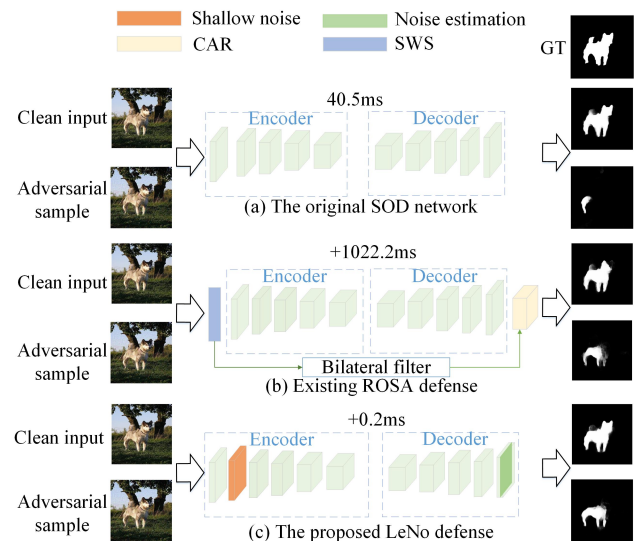 Shallow noise
Noise estimation
CAR
SWS
GT
40.5ms
Clean input
Encoder
Decoder
Adversarial
sample
(a) The original SOD network
+1022.2ms
Clean input
Encoder
Decoder
Adversarial
sample
Bilateral filter
(b) Existing ROSA defense
+0.2ms
Clean input
Encoder
Decoder
Adversarial
sample
(c) The proposed LeNo defense